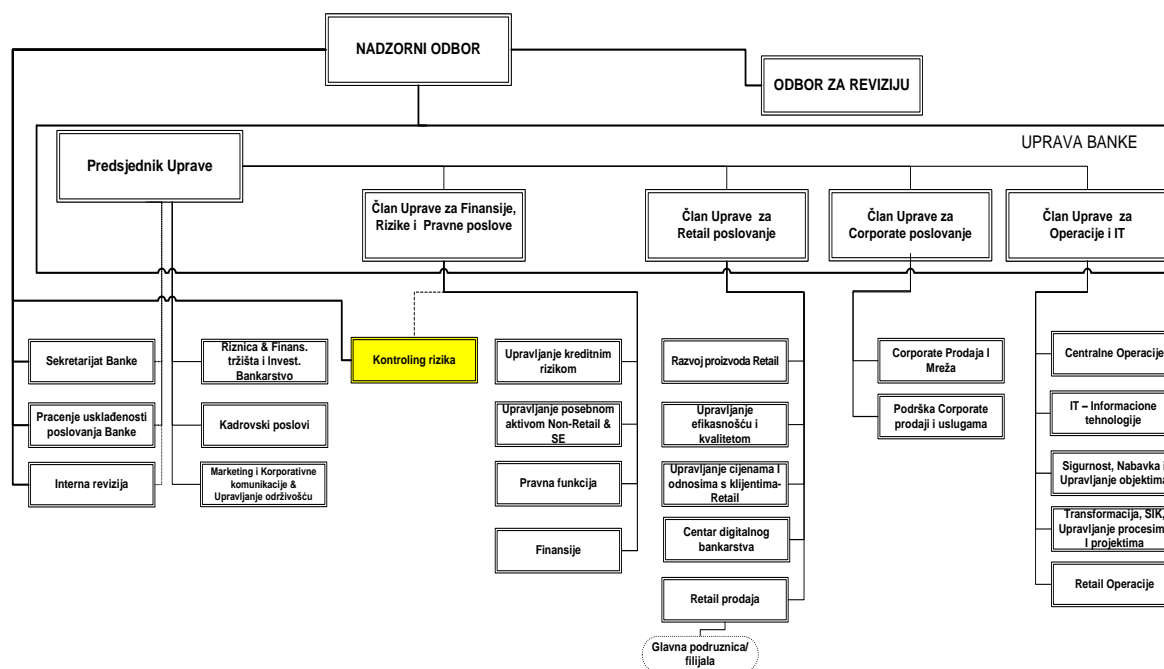 NADZORNI ODBOR
ODBOR ZA REVIZIJU
UPRAVA BANKE
Predsjednik Uprave
Član Uprave za Finansije,
Rizike i Pravne poslove
Član Uprave za
Retail poslovanje
Član Uprave za
Corporate poslovanje
Član Uprave za
Operacije i IT
Sekretarijat Banke
Pracenje usklađenosti
poslovanja Banke
Interna revizija
Riznica & Finans.
tržišta i Invest.
Bankarstvo
Kadrovski poslovi
Marketing i Korporativne
komunikacije &
Upravljanje održivošću
Kontroling rizika
Upravljanje kreditnim
rizikom
Upravljanje posebnom
aktivom Non-Retail &
SE
Pravna funkcija
Finansije
Razvoj proizvoda Retail
Upravljanje
efikasnošću i
kvalitetom
Upravljanje cijenama I
odnosima s klijentima-
Retail
Centar digitalnog
bankarstva
Retail prodaja
Glavna podruznica/
filijala
Corporate Prodaja I
Mreža
Podrška Corporate
prodaji i uslugama
Centralne Operacije
IT – Informacione
tehnologije
Sigurnost, Nabavka i
Upravljanje objektima
Transformacija, SIK,
Upravljanje procesima
I projektima
Retail Operacije